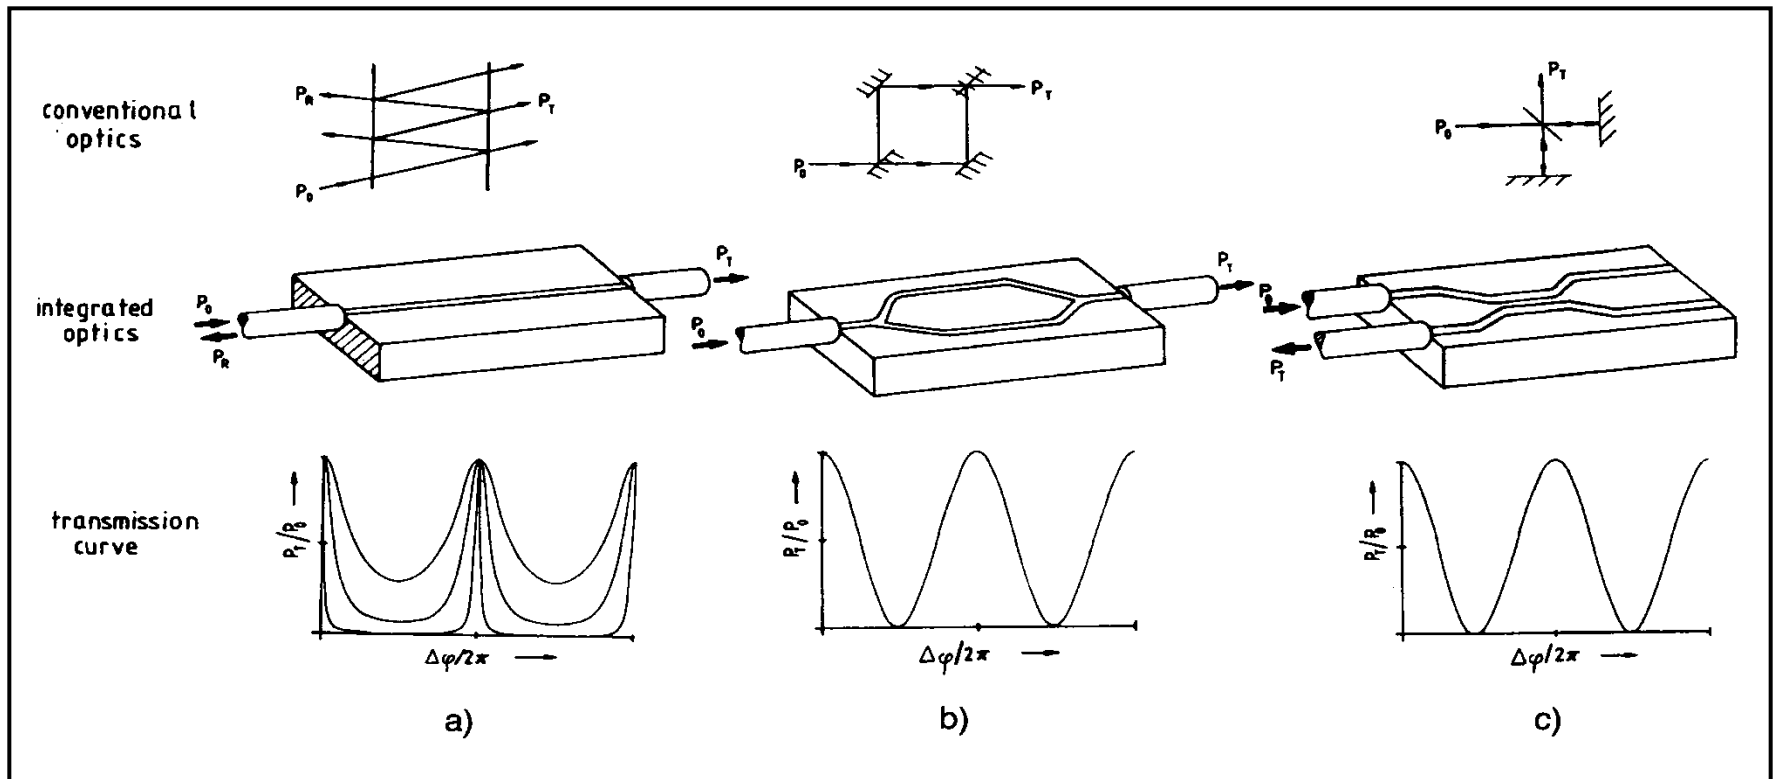 conventional
optics
P_R
P_T
P_0
P_T
P_0
P_T
P_0
integrated
optics
P_0
P_R
P_T
P_0
P_T
P_0
P_T
transmission
curve
P_T/P_0
Δφ/2π
P_T/P_0
Δφ/2π
P_T/P_0
Δφ/2π
a)
b)
c)